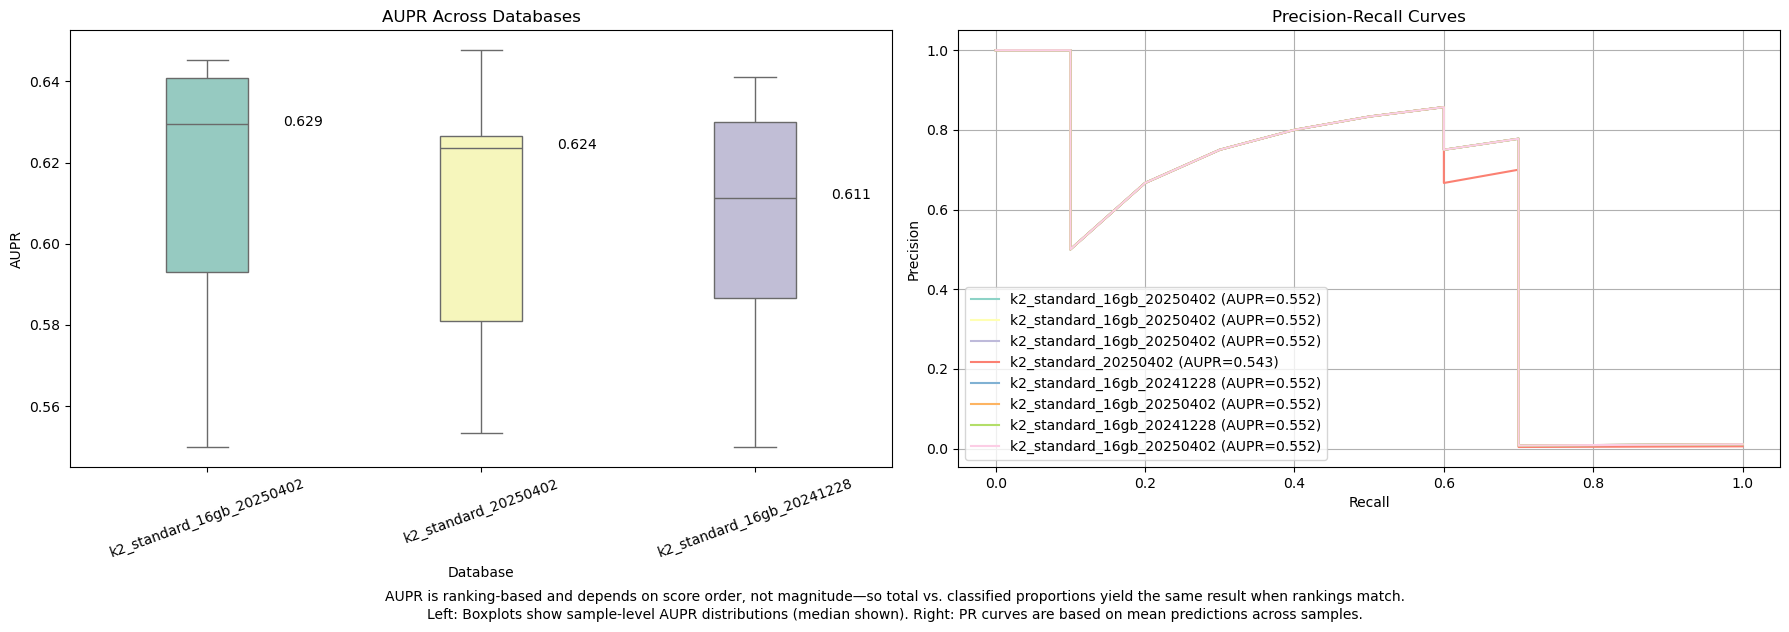 AUPR Across Databases
0.64
0.62
0.60
0.58
0.56
AUPR
0.629
0.624
0.611
k2_standard_16gb_20250402
k2_standard_20250402
k2_standard_16gb_20241228
Database
Precision-Recall Curves
1.0
0.8
0.6
0.4
0.2
0.0
Precision
k2_standard_16gb_20250402 (AUPR=0.552)
k2_standard_16gb_20250402 (AUPR=0.552)
k2_standard_16gb_20250402 (AUPR=0.552)
k2_standard_20250402 (AUPR=0.543)
k2_standard_16gb_20241228 (AUPR=0.552)
k2_standard_16gb_20250402 (AUPR=0.552)
k2_standard_16gb_20241228 (AUPR=0.552)
k2_standard_16gb_20250402 (AUPR=0.552)
0.0 0.2 0.4 0.6 0.8 1.0
Recall
AUPR is ranking-based and depends on score order, not magnitude—so total vs. classified proportions yield the same result when rankings match.
Left: Boxplots show sample-level AUPR distributions (median shown). Right: PR curves are based on mean predictions across samples.